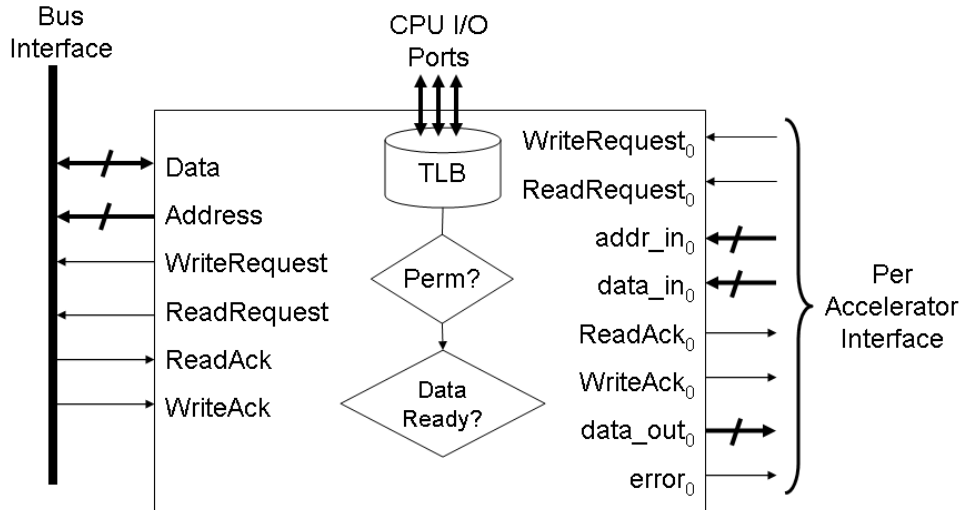 Bus
Interface
CPU I/O
Ports
Data
Address
WriteRequest
ReadRequest
ReadAck
WriteAck
TLB
Perm?
Data
Ready?
WriteRequest₀
ReadRequest₀
addr_in₀
data_in₀
ReadAck₀
WriteAck₀
data_out₀
error₀
Per
Accelerator
Interface